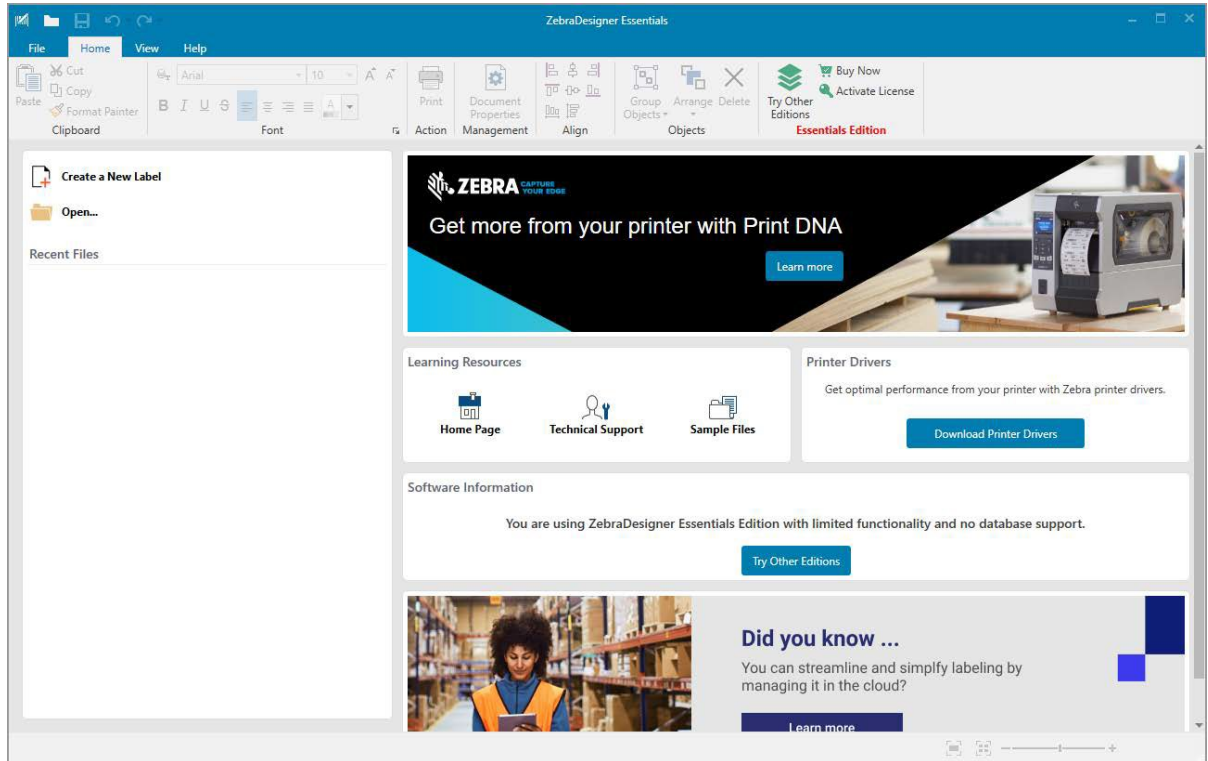 ZebraDesigner Essentials
File Home View Help
Paste
Cut
Copy
Format Painter
Clipboard
Arial 10
B I U S
Font
Print
Action
Document
Properties
Management
Align
Group
Objects
Arrange
Delete
Objects
Try Other
Editions
Buy Now
Activate License
Essentials Edition
Create a New Label
Open...
Recent Files
ZEBRA CAPTURE
YOUR EDGE
Get more from your printer with Print DNA
Learn more
Learning Resources
Home Page Technical Support Sample Files
Printer Drivers
Get optimal performance from your printer with Zebra printer drivers.
Download Printer Drivers
Software Information
You are using ZebraDesigner Essentials Edition with limited functionality and no database support.
Try Other Editions
Did you know ...
You can streamline and simplfy labeling by
managing it in the cloud?
Learn more